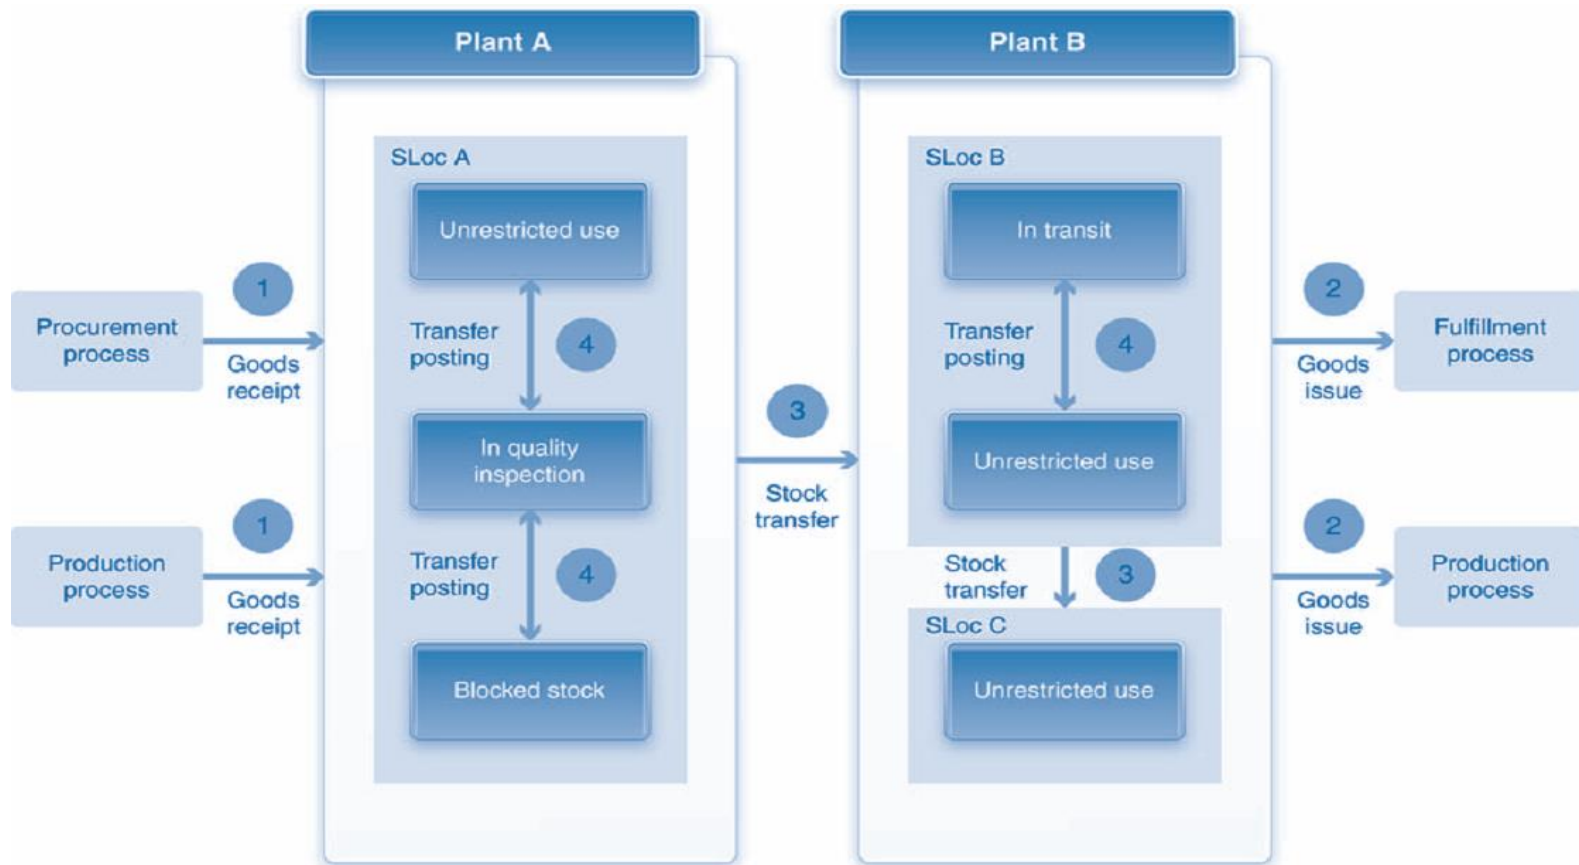 Plant A
Plant B
SLoc A
Unrestricted use
Transfer
posting
4
In quality
inspection
Transfer
posting
4
Blocked stock
SLoc B
In transit
Transfer
posting
4
Unrestricted use
Stock
transfer
3
SLoc C
Unrestricted use
Procurement
process
1
Goods
receipt
Production
process
1
Goods
receipt
3
Stock
transfer
2
Goods
issue
Fulfillment
process
2
Goods
issue
Production
process